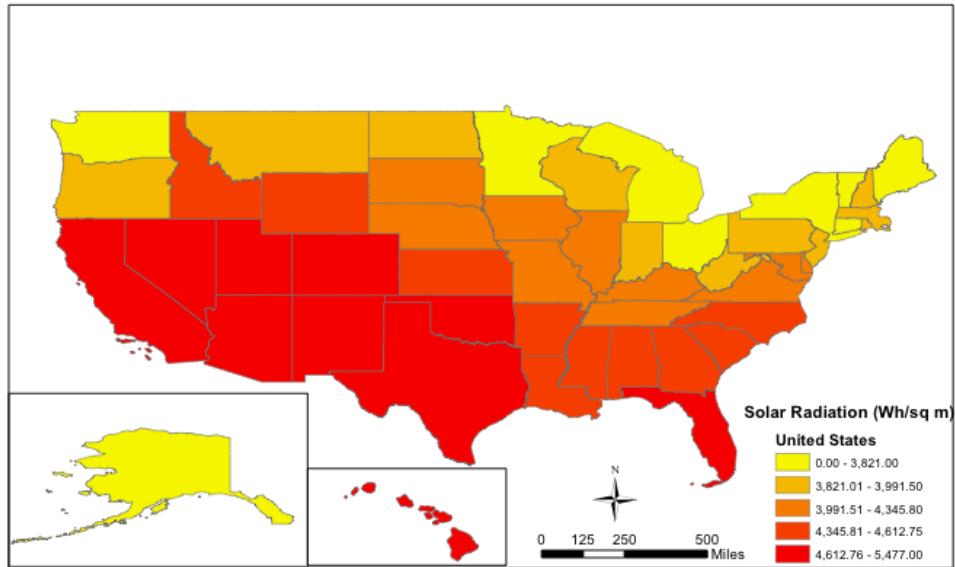 Solar Radiation (Wh/sq m)
United States
0.00 - 3,821.00
3,821.01 - 3,991.50
3,991.51 - 4,345.80
4,345.81 - 4,612.75
4,612.76 - 5,477.00
N
0 125 250 500
Miles